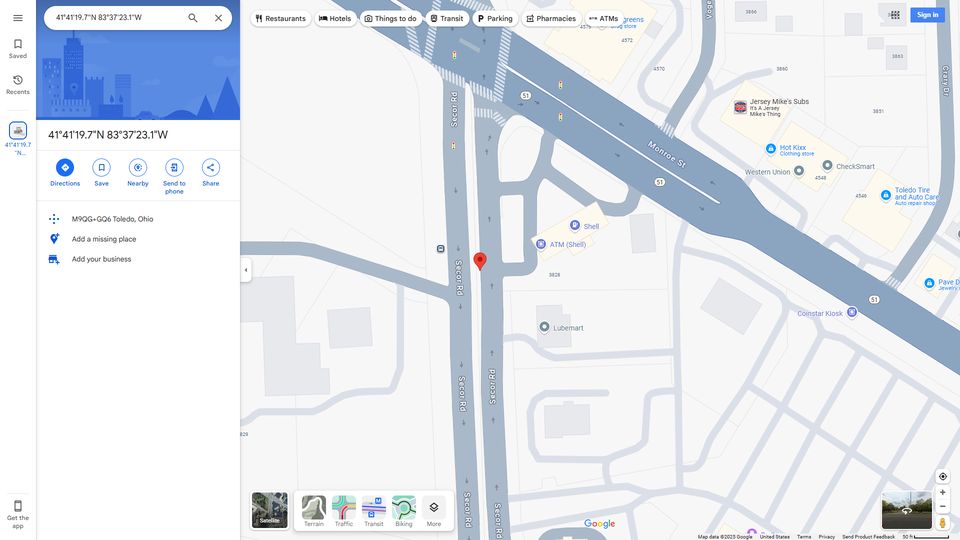 41°41'19.7"N 83°37'23.1"W
Restaurants
Hotels
Things to do
Transit
Parking
Pharmacies
ATMs
Sign in
Saved
Recents
41°41'19.7
"N...
41°41'19.7"N 83°37'23.1"W
Directions
Save
Nearby
Send to
phone
Share
M9QG+GQ6 Toledo, Ohio
Add a missing place
Add your business
Get the
app
greens
4572
4570
3866
3863
3860
3851
51
Secor Rd
Monroe St
51
Jersey Mike's Subs
It's A Jersey
Mike's Thing
Hot Kixx
Clothing store
CheckSmart
Western Union
4548
4546
Toledo Tire
and Auto Care
Auto repair shop
Crary Dr
Shell
ATM (Shell)
3828
Secor Rd
Pave D
Jewelry
51
Coinstar Kiosk
Lubemart
Secor Rd
Secor Rd
829
Secor Rd
Secor Rd
Satellite
Terrain
Traffic
Transit
Biking
More
Google
Map data ©2025 Google
United States
Terms
Privacy
Send Product Feedback
50 ft